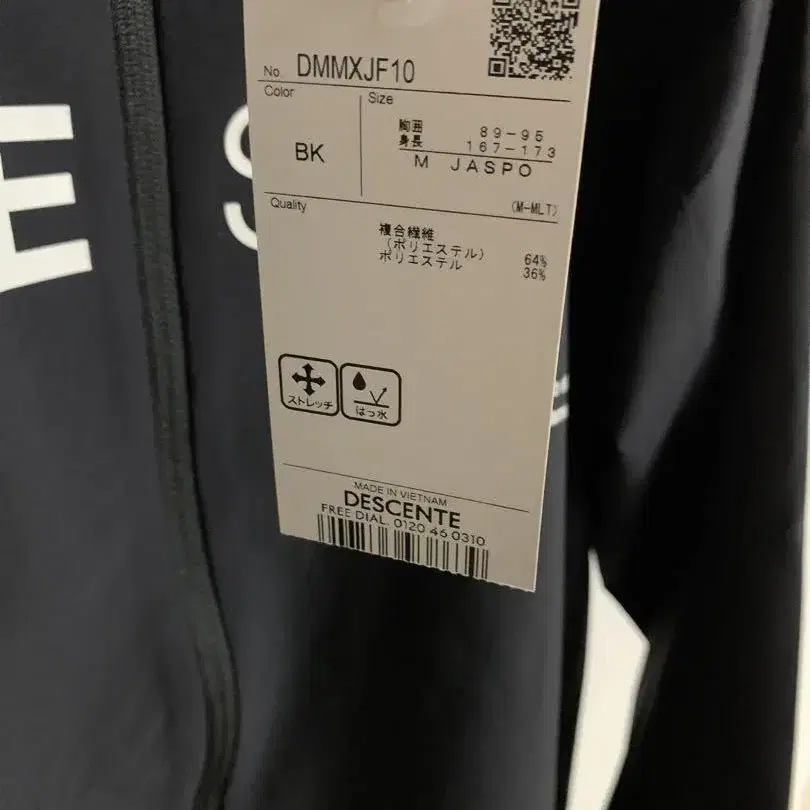 E S
No. DMMXJF10
Color
Size
BK
胸囲 89-95
身長 167-173
M JASPO
(M-MLT)
Quality
複合繊維
(ポリエステル) 64%
ポリエステル 36%
ストレッチ
はっ水
MADE IN VIETNAM
DESCENTE
FREE DIAL. 0120 46 0310